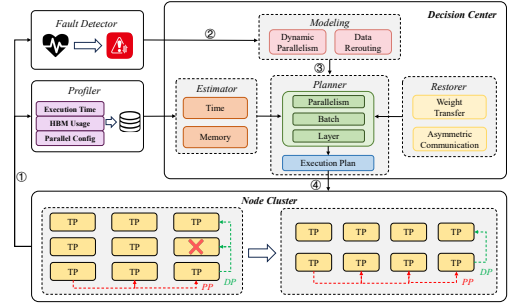 Fault Detector
②
Modeling
Decision Center
Dynamic
Parallelism
Data
Rerouting
③
Profiler
Execution Time
HBM Usage
Parallel Config
Estimator
Time
Memory
Planner
Parallelism
Batch
Layer
Execution Plan
Restorer
Weight
Transfer
Asymmetric
Communication
①
④
Node Cluster
TP TP TP
TP TP
TP TP TP
PP
DP
TP TP TP TP
TP TP TP TP
PP
DP